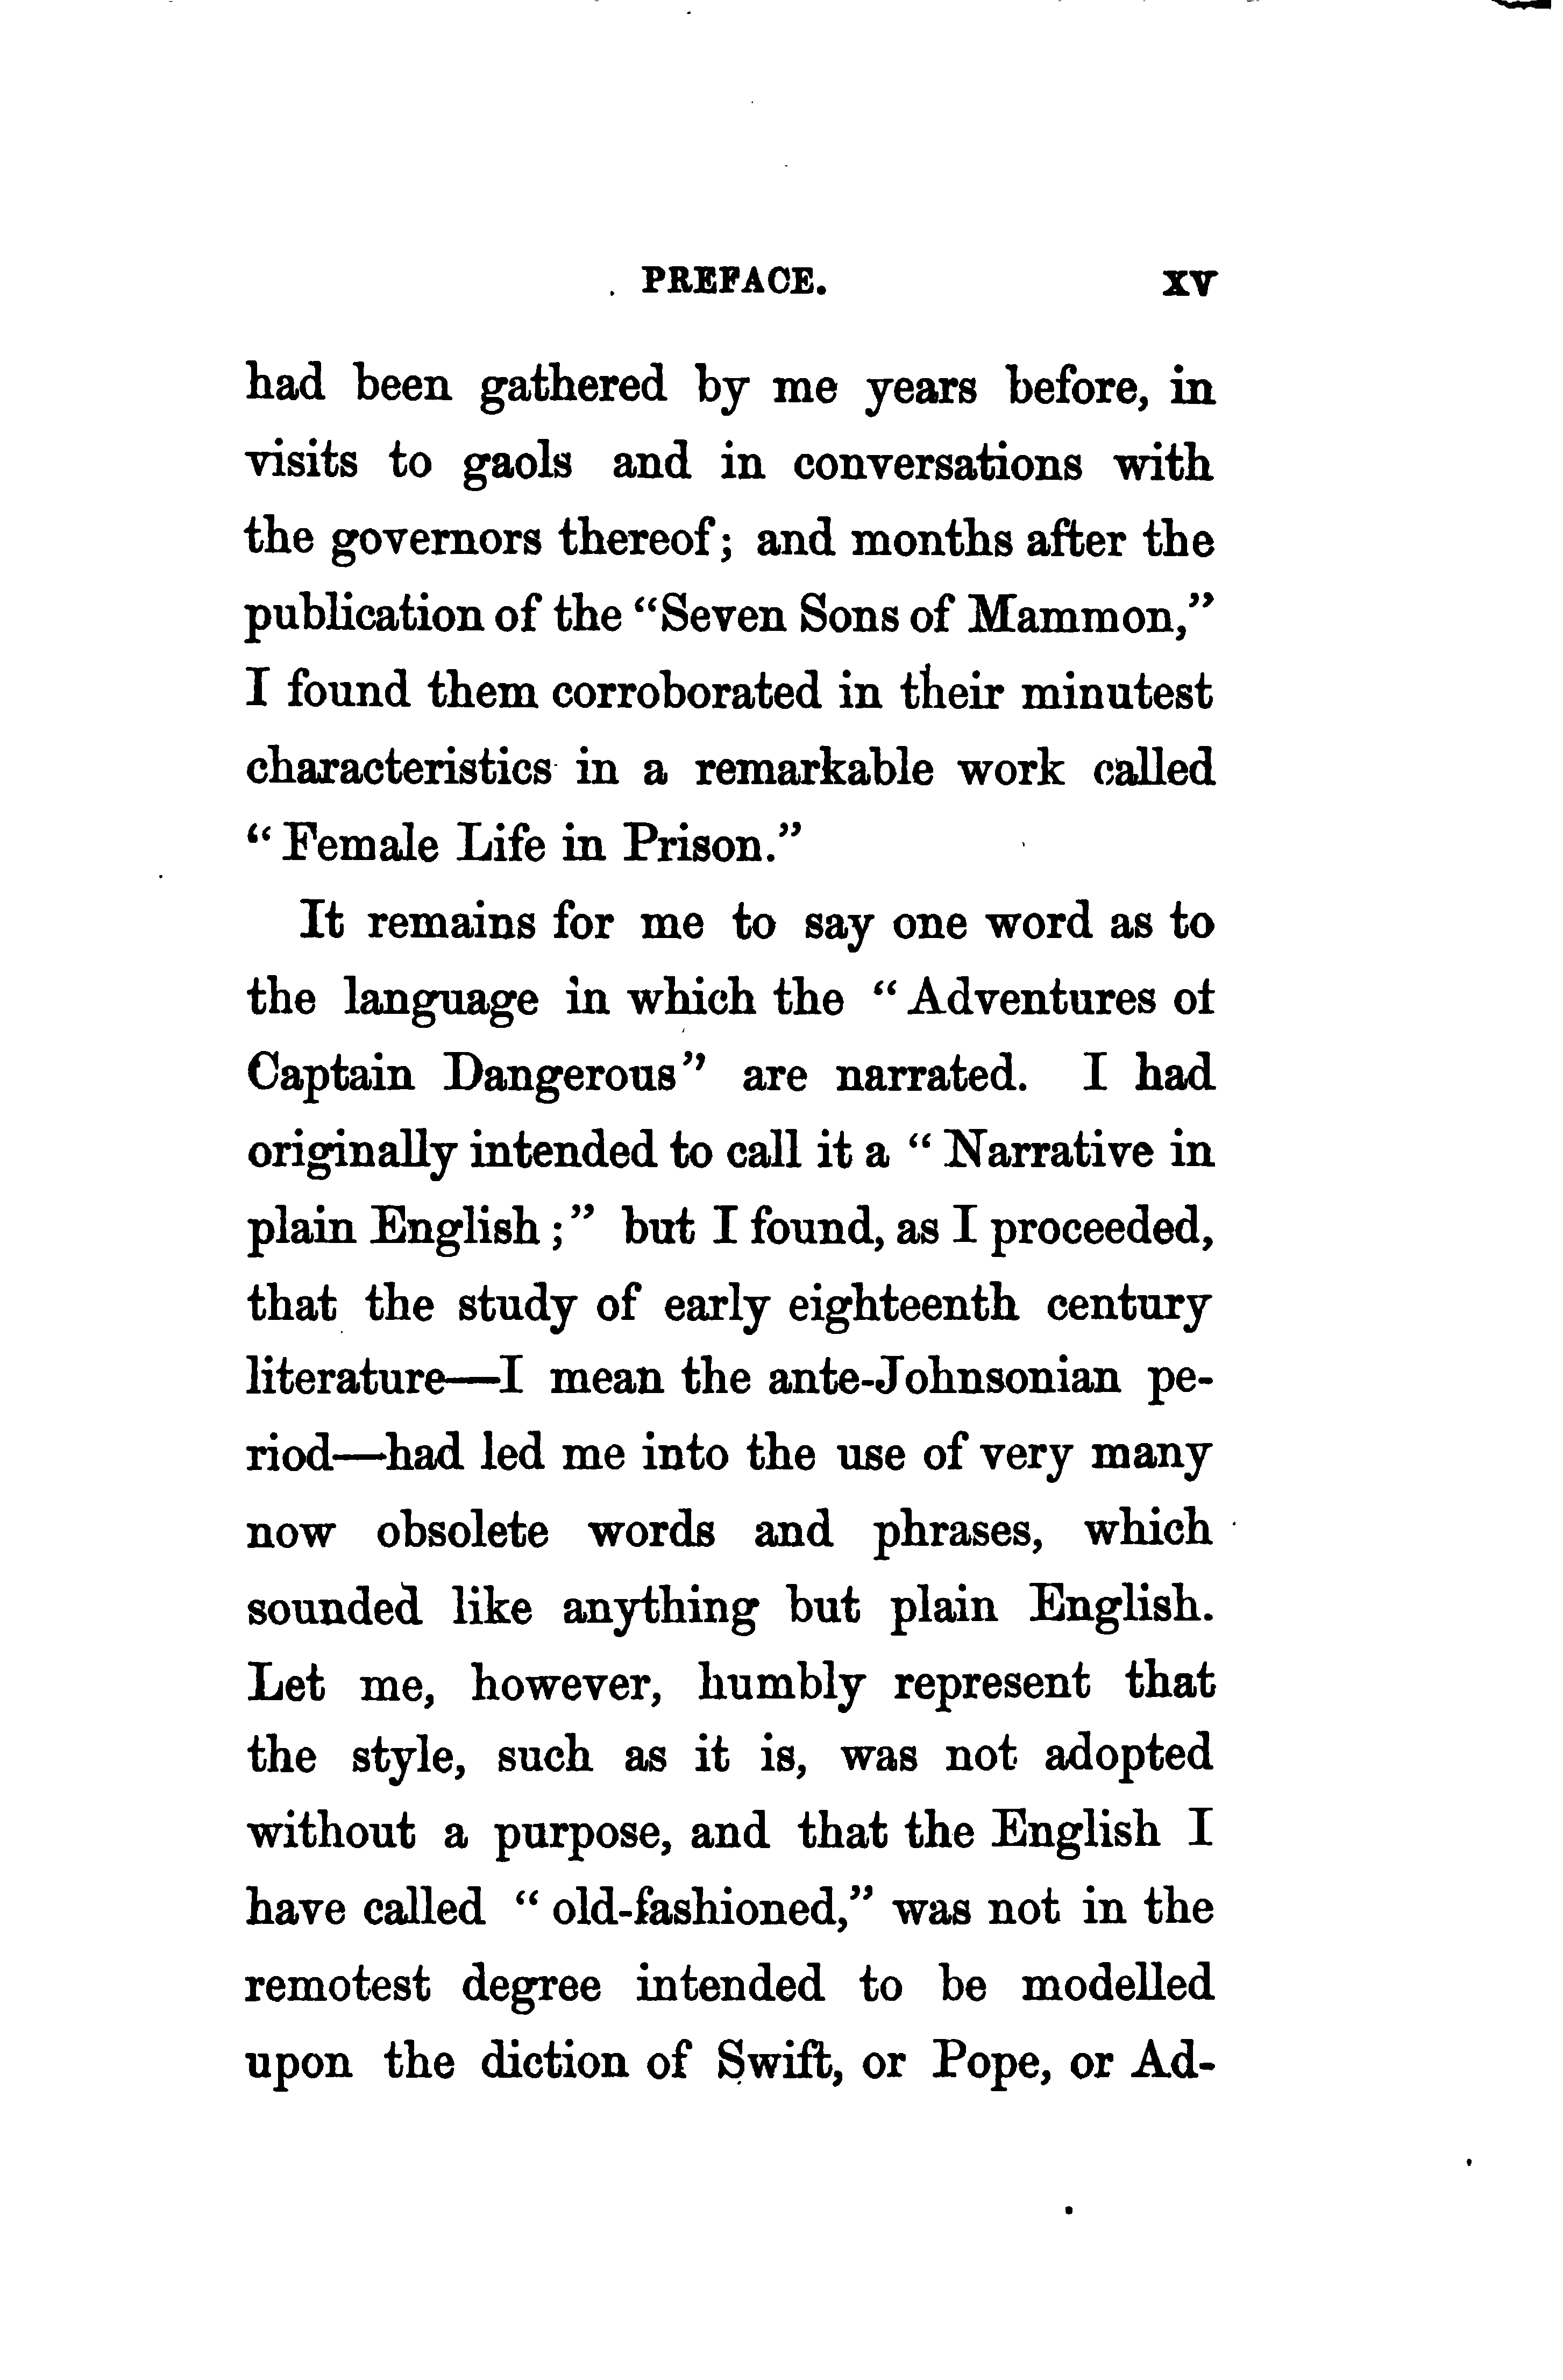 PREFACE. XV
had been gathered by me years before, in
visits to gaols and in conversations with
the governors thereof; and months after the
publication of the "Seven Sons of Mammon,"
I found them corroborated in their minutest
characteristics in a remarkable work called
"Female Life in Prison."
It remains for me to say one word as to
the language in which the "Adventures of
Captain Dangerous" are narrated. I had
originally intended to call it a "Narrative in
plain English;" but I found, as I proceeded,
that the study of early eighteenth century
literature—I mean the ante-Johnsonian pe-
riod—had led me into the use of very many
now obsolete words and phrases, which
sounded like anything but plain English.
Let me, however, humbly represent that
the style, such as it is, was not adopted
without a purpose, and that the English I
have called "old-fashioned," was not in the
remotest degree intended to be modelled
upon the diction of Swift, or Pope, or Ad-